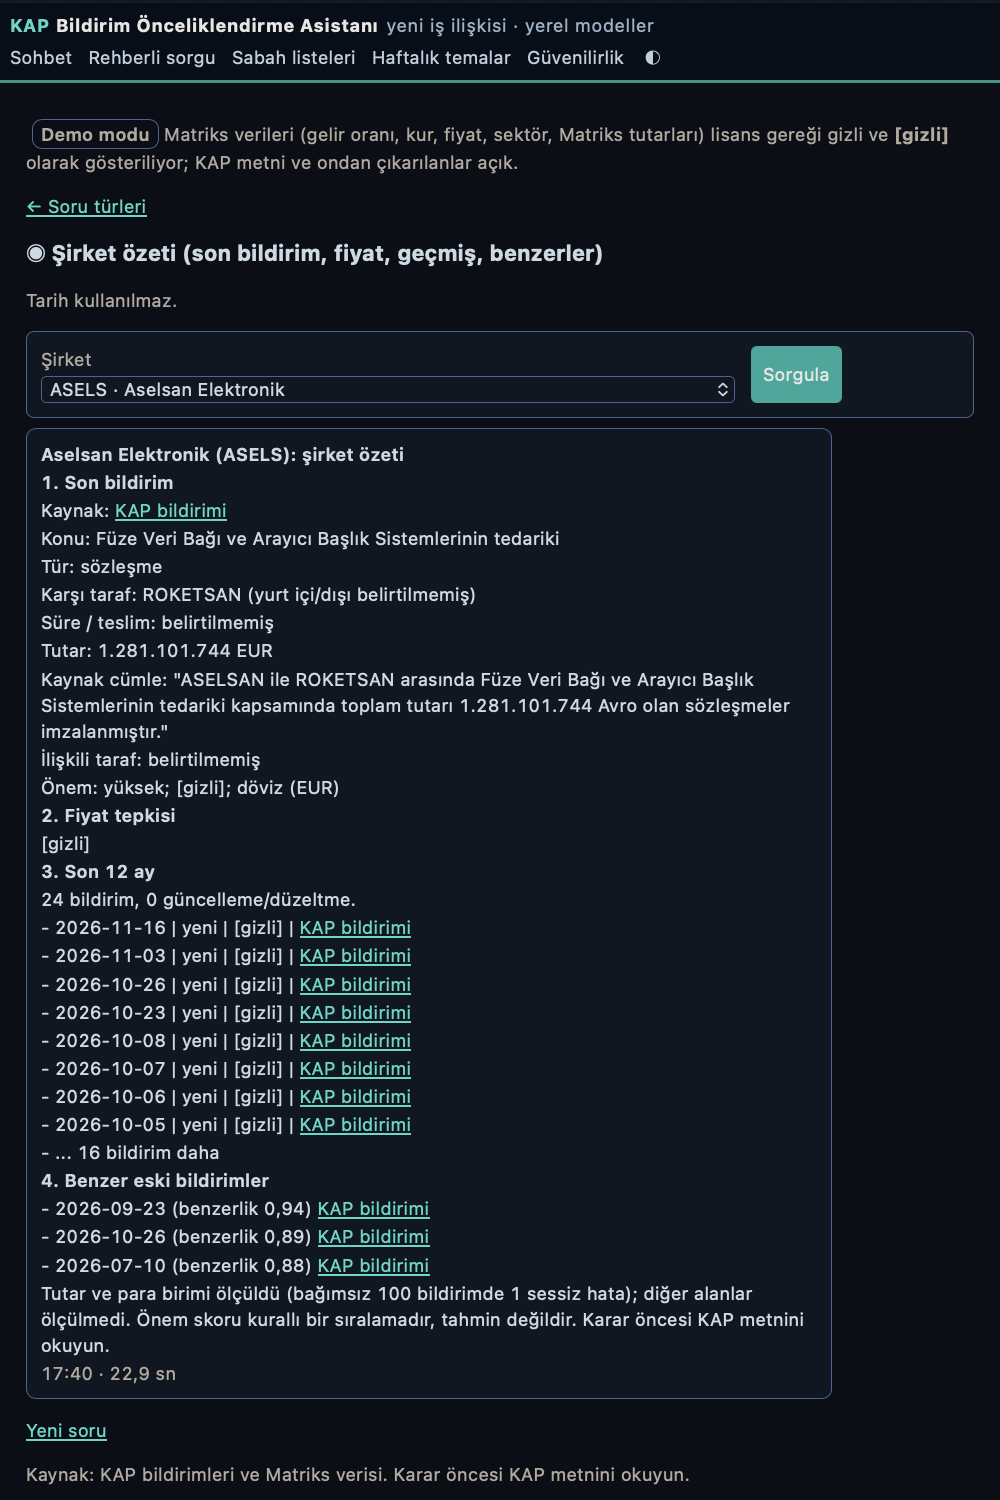 KAP Bildirim Önceliklendirme Asistanı yeni iş ilişkisi · yerel modeller
Sohbet Rehberli sorgu Sabah listeleri Haftalık temalar Güvenilirlik
Demo modu Matriks verileri (gelir oranı, kur, fiyat, sektör, Matriks tutarları) lisans gereği gizli ve [gizli]
olarak gösteriliyor; KAP metni ve ondan çıkarılanlar açık.
← Soru türleri
◉ Şirket özeti (son bildirim, fiyat, geçmiş, benzerler)
Tarih kullanılmaz.
Şirket
ASELS · Aselsan Elektronik
Sorgula
Aselsan Elektronik (ASELS): şirket özeti
1. Son bildirim
Kaynak: KAP bildirimi
Konu: Füze Veri Bağı ve Arayıcı Başlık Sistemlerinin tedariki
Tür: sözleşme
Karşı taraf: ROKETSAN (yurt içi/dışı belirtilmemiş)
Süre / teslim: belirtilmemiş
Tutar: 1.281.101.744 EUR
Kaynak cümle: "ASELSAN ile ROKETSAN arasında Füze Veri Bağı ve Arayıcı Başlık
Sistemlerinin tedariki kapsamında toplam tutarı 1.281.101.744 Avro olan sözleşmeler
imzalanmıştır."
İlişkili taraf: belirtilmemiş
Önem: yüksek; [gizli]; döviz (EUR)
2. Fiyat tepkisi
[gizli]
3. Son 12 ay
24 bildirim, 0 güncelleme/düzeltme.
- 2026-11-16 | yeni | [gizli] | KAP bildirimi
- 2026-11-03 | yeni | [gizli] | KAP bildirimi
- 2026-10-26 | yeni | [gizli] | KAP bildirimi
- 2026-10-23 | yeni | [gizli] | KAP bildirimi
- 2026-10-08 | yeni | [gizli] | KAP bildirimi
- 2026-10-07 | yeni | [gizli] | KAP bildirimi
- 2026-10-06 | yeni | [gizli] | KAP bildirimi
- 2026-10-05 | yeni | [gizli] | KAP bildirimi
- ... 16 bildirim daha
4. Benzer eski bildirimler
- 2026-09-23 (benzerlik 0,94) KAP bildirimi
- 2026-10-26 (benzerlik 0,89) KAP bildirimi
- 2026-07-10 (benzerlik 0,88) KAP bildirimi
Tutar ve para birimi ölçüldü (bağımsız 100 bildirimde 1 sessiz hata); diğer alanlar
ölçülmedi. Önem skoru kurallı bir sıralamadır, tahmin değildir. Karar öncesi KAP metnini
okuyun.
17:40 · 22,9 sn
Yeni soru
Kaynak: KAP bildirimleri ve Matriks verisi. Karar öncesi KAP metnini okuyun.